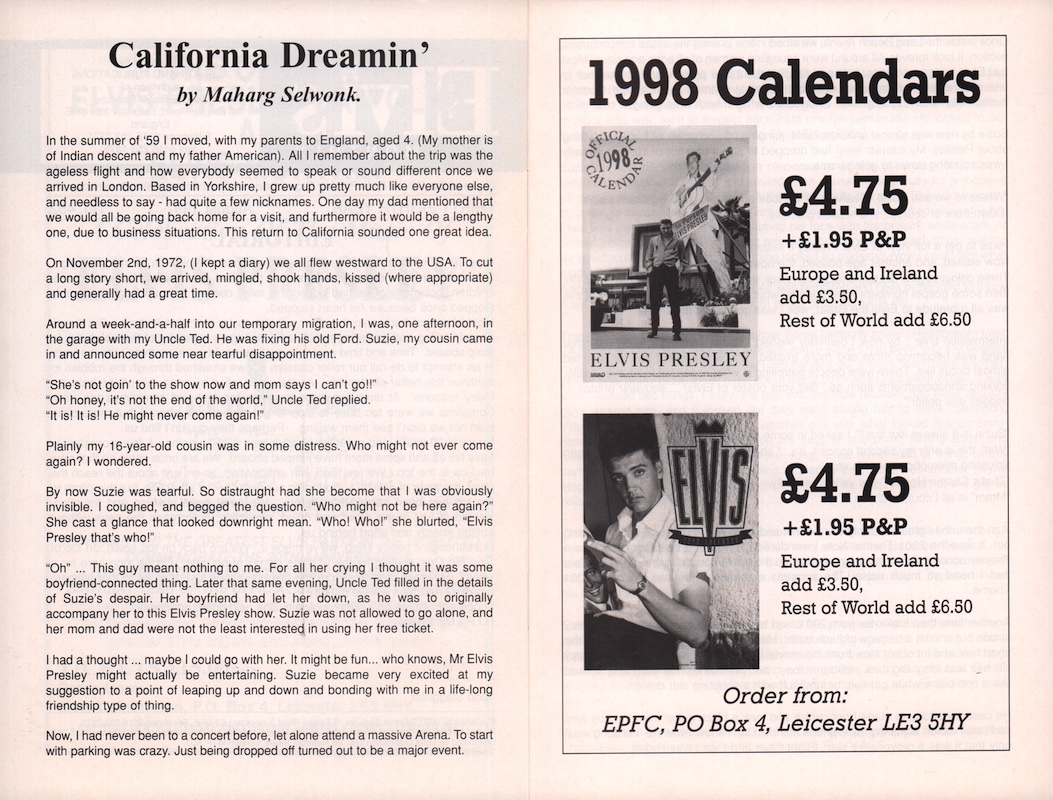 California Dreamin’
by Maharg Selwonk.
In the summer of ‘59 I moved, with my parents to England, aged 4. (My mother is
of Indian descent and my father American). All I remember about the trip was the
ageless flight and how everybody seemed to speak or sound different once we
arrived in London. Based in Yorkshire, I grew up pretty much like everyone else,
and needless to say - had quite a few nicknames. One day my dad mentioned that
we would all be going back home for a visit, and furthermore it would be a lengthy
one, due to business situations. This return to California sounded one great idea.
On November 2nd, 1972, (I kept a diary) we all flew westward to the USA. To cut
a long story short, we arrived, mingled, shook hands, kissed (where appropriate)
and generally had a great time.
Around a week-and-a-half into our temporary migration, I was, one afternoon, in
the garage with my Uncle Ted. He was fixing his old Ford. Suzie, my cousin came
in and announced some near tearful disappointment.
“She’s not goin’ to the show now and mom says I can’t go!!”
“Oh honey, it’s not the end of the world,” Uncle Ted replied.
“It is! It is! He might never come again!”
Plainly my 16-year-old cousin was in some distress. Who might not ever come
again? I wondered.
By now Suzie was tearful. So distraught had she become that I was obviously
invisible. I coughed, and begged the question. “Who might not be here again?”
She cast a glance that looked downright mean. “Who! Who!” she blurted, “Elvis
Presley that’s who!”
“Oh” ... This guy meant nothing to me. For all her crying I thought it was some
boyfriend-connected thing. Later that same evening, Uncle Ted filled in the details
of Suzie’s despair. Her boyfriend had let her down, as he was to originally
accompany her to this Elvis Presley show. Suzie was not allowed to go alone, and
her mom and dad were not the least interested in using her free ticket.
I had a thought ... maybe I could go with her. It might be fun... who knows, Mr Elvis
Presley might actually be entertaining. Suzie became very excited at my
suggestion to a point of leaping up and down and bonding with me in a life-long
friendship type of thing.
Now, I had never been to a concert before, let alone attend a massive Arena. To start
with parking was crazy. Just being dropped off turned out to be a major event.
1998 Calendars
OFFICIAL
1998
CALENDAR
ELVIS PRESLEY
£4.75
+£1.95 P&P
Europe and Ireland
add £3.50,
Rest of World add £6.50
ELVIS
£4.75
+£1.95 P&P
Europe and Ireland
add £3.50,
Rest of World add £6.50
Order from:
EPFC, PO Box 4, Leicester LE3 5HY